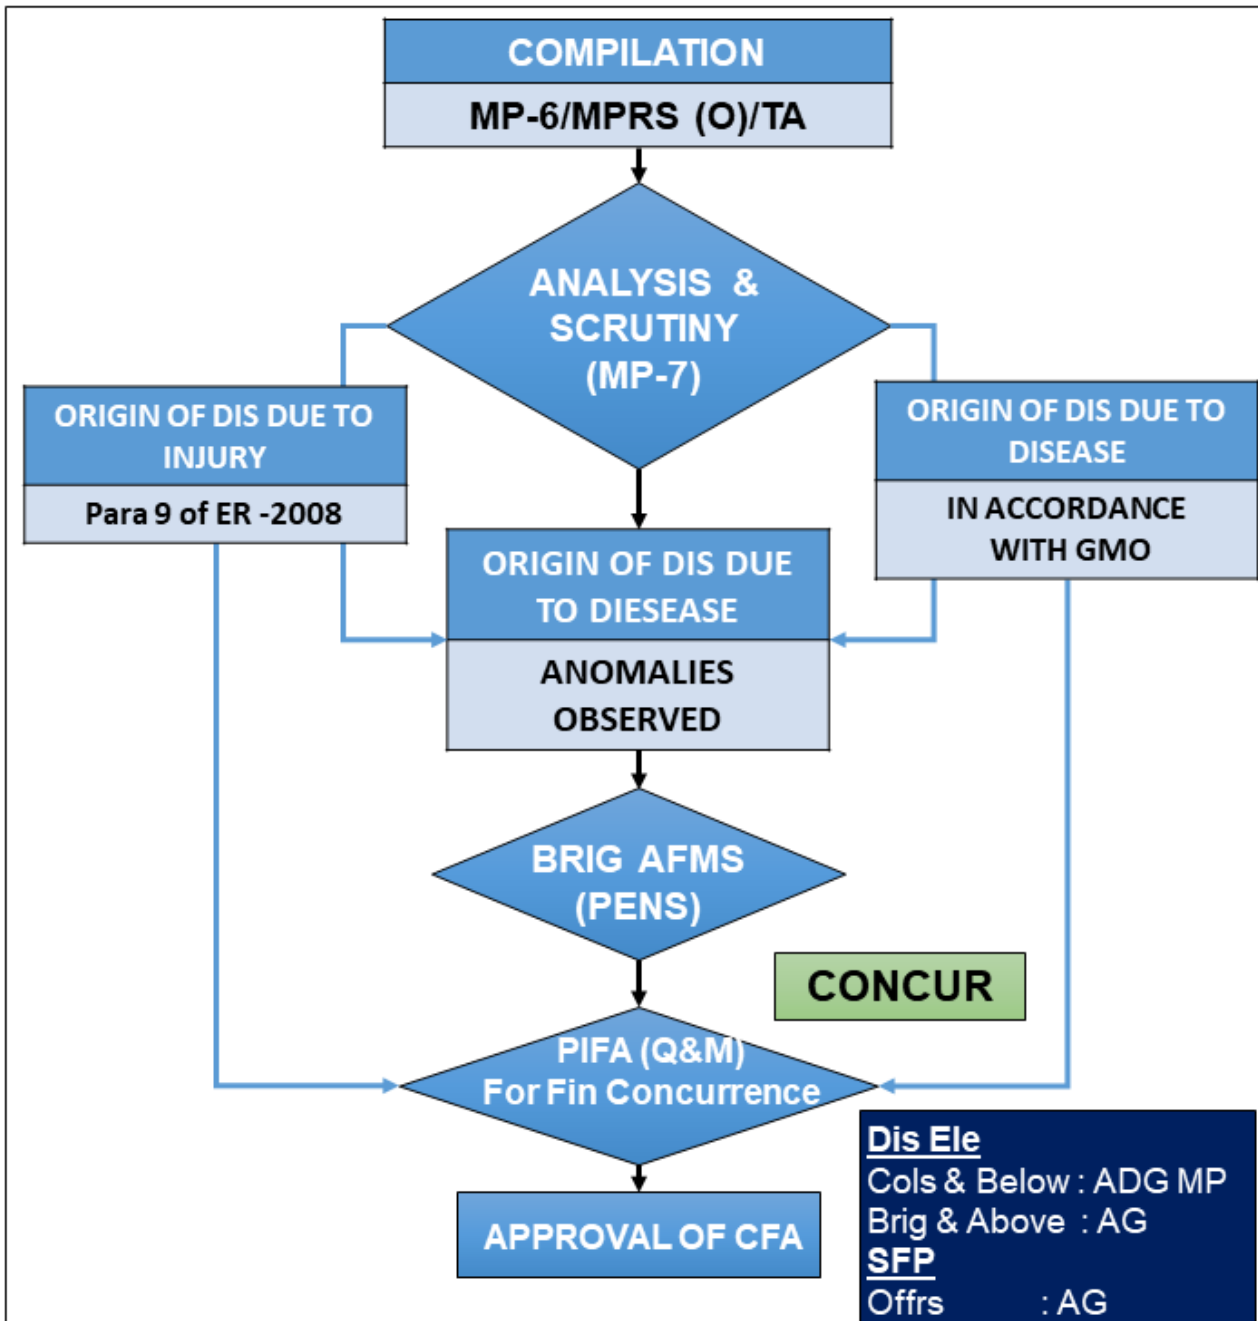 COMPILATION
MP-6/MPRS (O)/TA
ANALYSIS &
SCRUTINY
(MP-7)
ORIGIN OF DIS DUE TO
INJURY
Para 9 of ER -2008
ORIGIN OF DIS DUE TO
DISEASE
IN ACCORDANCE
WITH GMO
ORIGIN OF DIS DUE
TO DIESEASE
ANOMALIES
OBSERVED
BRIG AFMS
(PENS)
CONCUR
PIFA (Q&M)
For Fin Concurrence
APPROVAL OF CFA
Dis Ele
Cols & Below : ADG MP
Brig & Above : AG
SFP
Offrs : AG